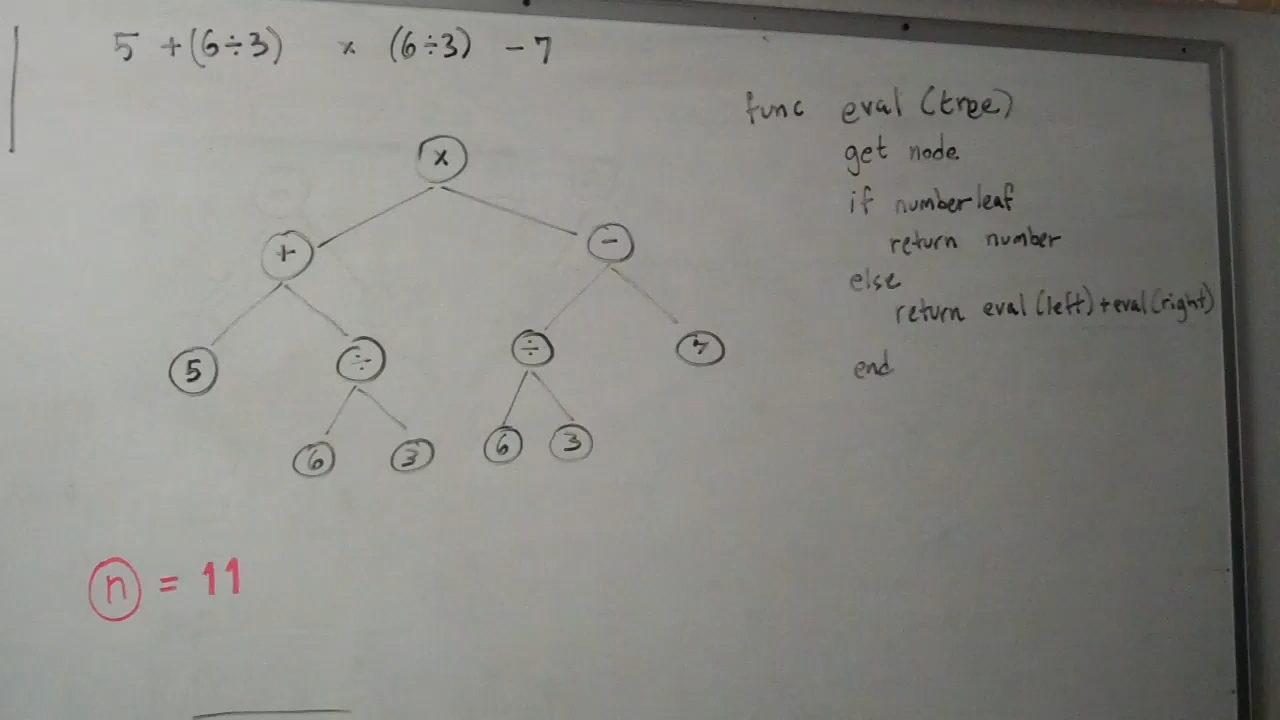 5 +(6÷3) × (6÷3) -7
×
+ -
5 ÷ ÷ 7
6 3 6 3
n = 11
func eval (tree)
get node.
if number leaf
return number
else
return eval (left) + eval (right)
end